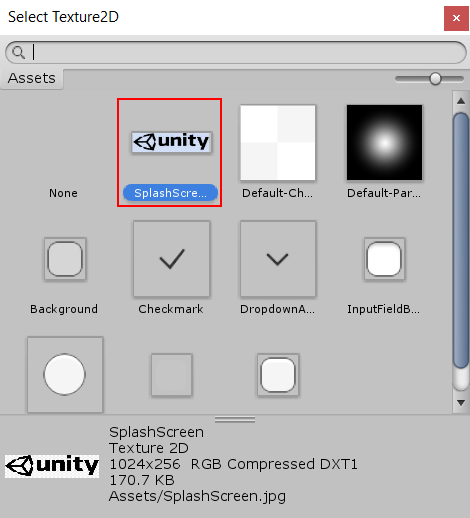 Select Texture2D
Assets
unity
None
SplashScre...
Default-Ch...
Default-Par...
Background
Checkmark
DropdownA...
InputFieldB...
SplashScreen
Texture 2D
unity
1024x256 RGB Compressed DXT1
170.7 KB
Assets/SplashScreen.jpg